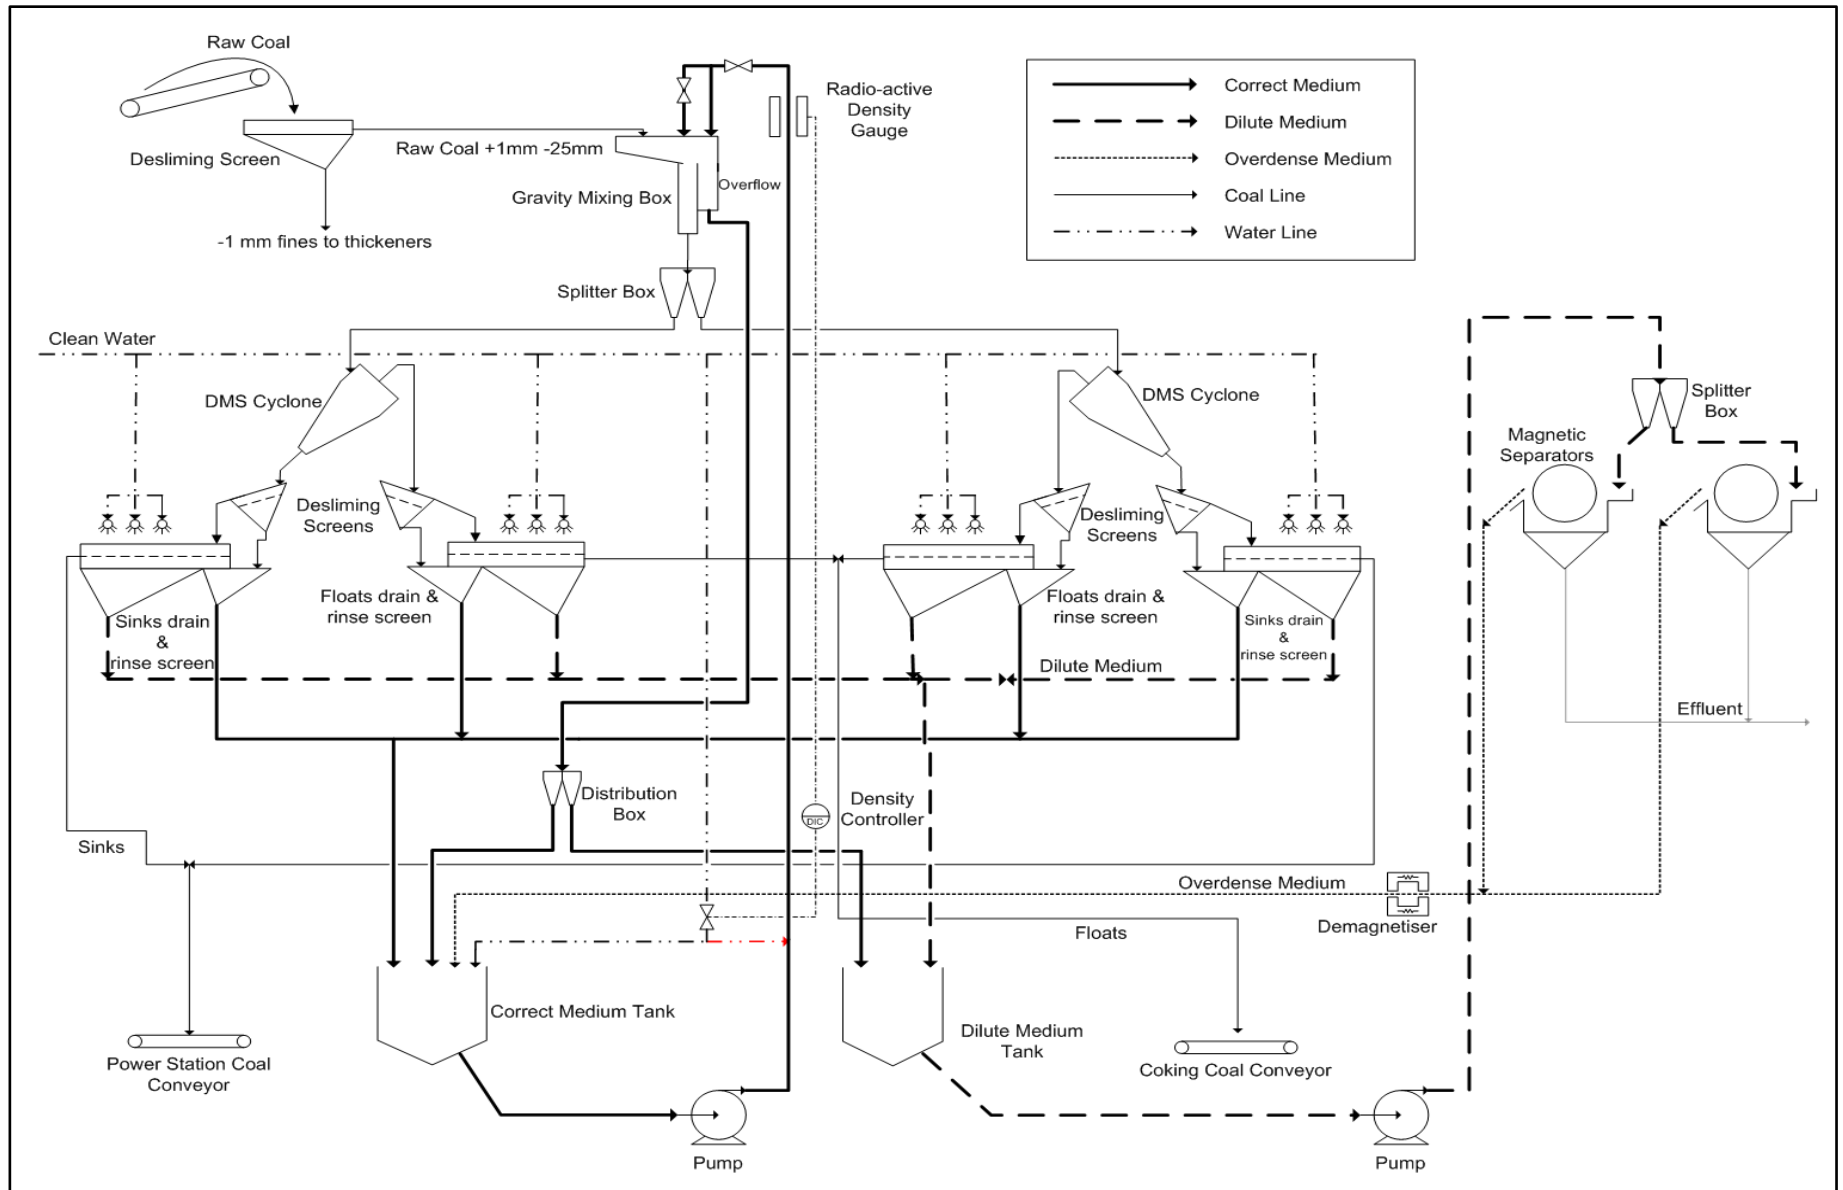 Raw Coal
Desliming Screen
-1 mm fines to thickeners
Raw Coal +1mm -25mm
Gravity Mixing Box
Overflow
Radio-active
Density
Gauge
Correct Medium
Dilute Medium
Overdense Medium
Coal Line
Water Line
Splitter Box
Clean Water
DMS Cyclone
DMS Cyclone
Splitter
Box
Magnetic
Separators
Desliming
Screens
Desliming
Screens
Sinks drain
&
rinse screen
Floats drain &
rinse screen
Floats drain &
rinse screen
Sinks drain
&
rinse screen
Dilute Medium
Effluent
Distribution
Box
Density
Controller
DIC
Sinks
Overdense Medium
Demagnetiser
Floats
Correct Medium Tank
Dilute Medium
Tank
Power Station Coal
Conveyor
Coking Coal Conveyor
Pump
Pump